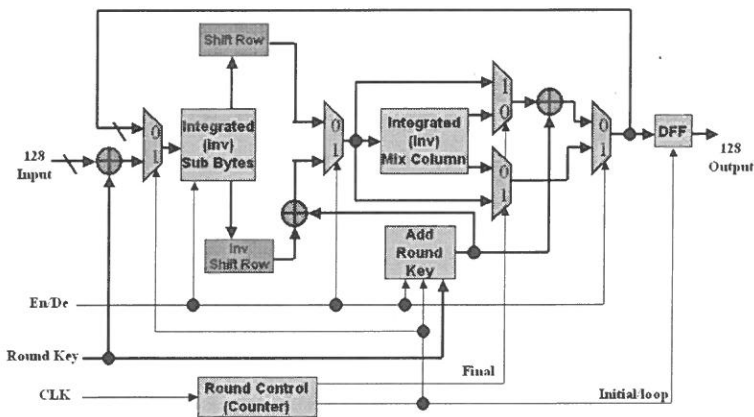 Shift Row
0
1
Integrated
(Inv)
Sub Bytes
0
1
Integrated
(Inv)
Mix Column
1
0
0
1
0
1
DFF
128
Input
128
Output
Inv
Shift Row
Add
Round
Key
En/De
Round Key
Final
CLK
Round Control
(Counter)
Initial/loop